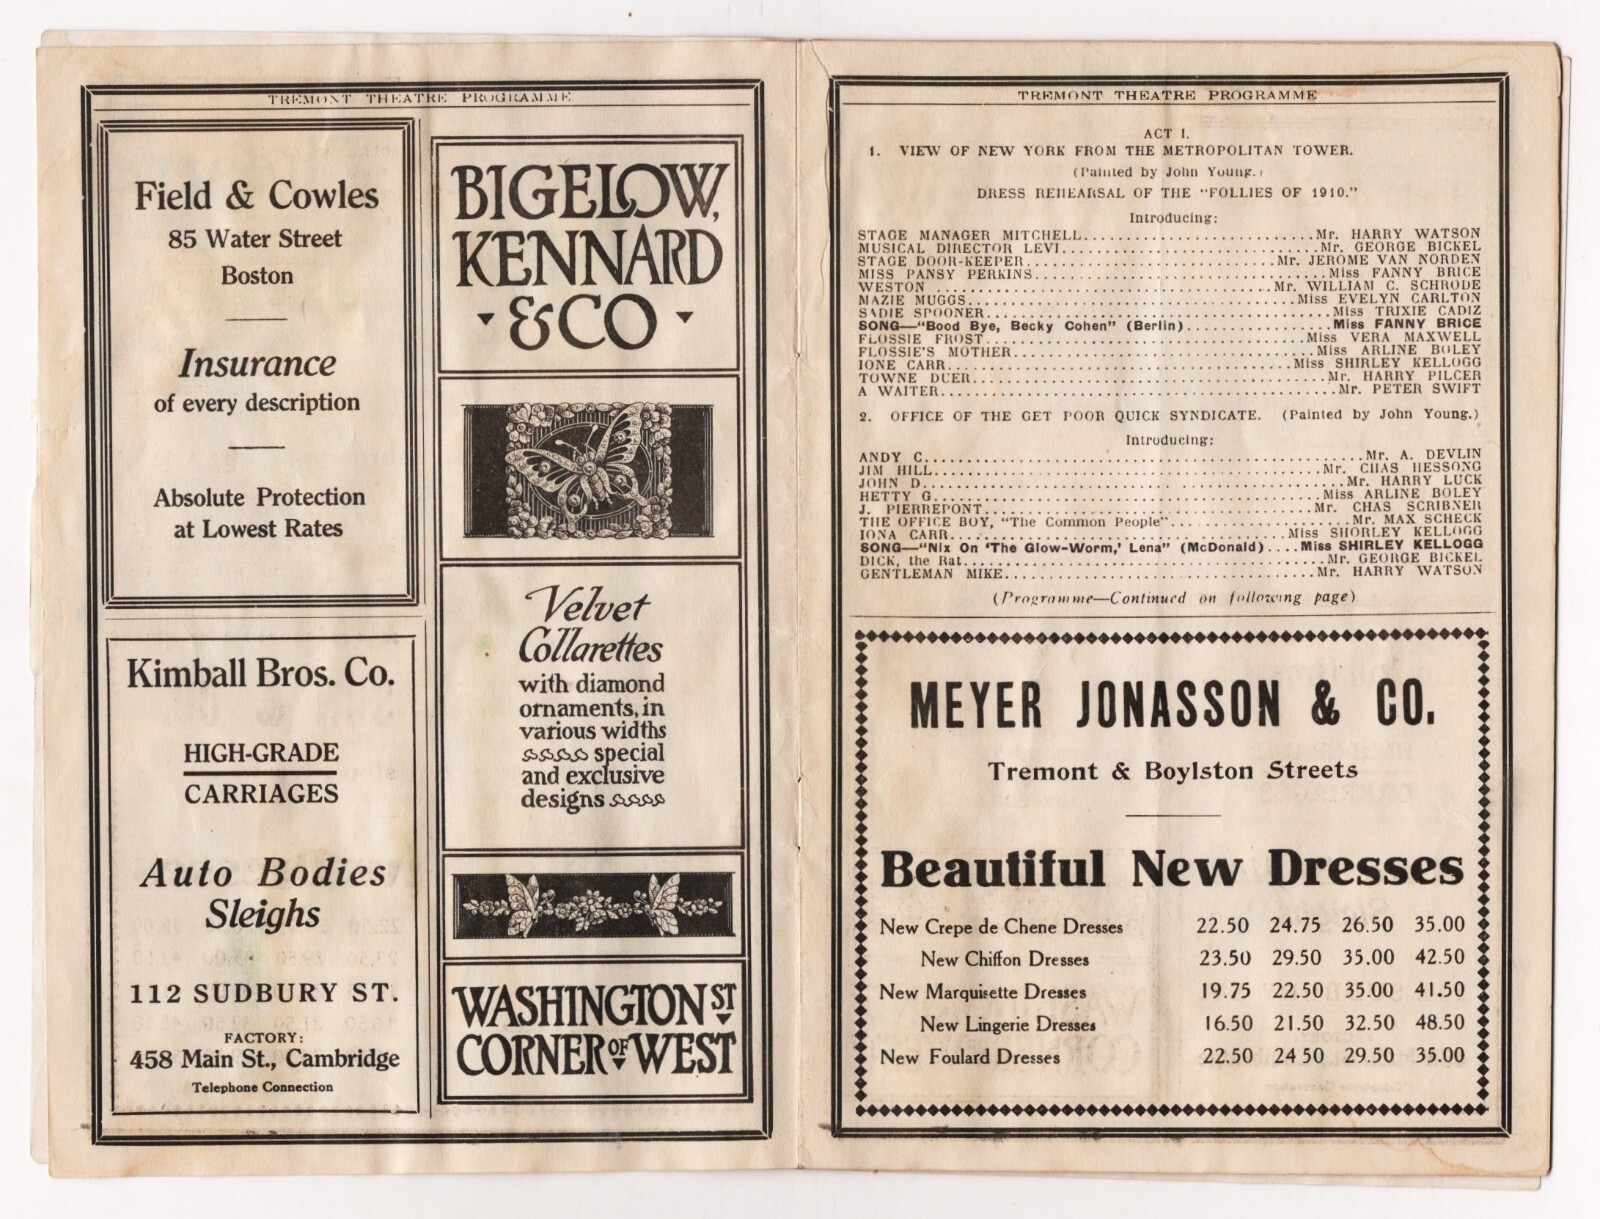 TREMONT THEATRE PROGRAMME
Field & Cowles
85 Water Street
Boston
Insurance
of every description
Absolute Protection
at Lowest Rates
Kimball Bros. Co.
HIGH-GRADE
CARRIAGES
Auto Bodies
Sleighs
112 SUDBURY ST.
FACTORY:
458 Main St., Cambridge
Telephone Connection
BIGELOW,
KENNARD
& CO
Velvet
Collarettes
with diamond
ornaments, in
various widths
special
and exclusive
designs
WASHINGTON ST
CORNER OF WEST
TREMONT THEATRE PROGRAMME
ACT I.
1. VIEW OF NEW YORK FROM THE METROPOLITAN TOWER.
(Painted by John Young.)
DRESS REHEARSAL OF THE "FOLLIES OF 1910."
Introducing:
STAGE MANAGER MITCHELL............................Mr. HARRY WATSON
MUSICAL DIRECTOR LEVI................................Mr. GEORGE BICKEL
STAGE DOOR-KEEPER..............................Mr. JEROME VAN NORDEN
MISS PANSY PERKINS....................................Miss FANNY BRICE
WESTON..........................................Mr. WILLIAM C. SCHRODE
MAZIE MUGGS........................................Miss EVELYN CARLTON
SADIE SPOONER.........................................Miss TRIXIE CADIZ
SONG—"Bood Bye, Becky Cohen" (Berlin)..................Miss FANNY BRICE
FLOSSIE FROST.......................................Miss VERA MAXWELL
FLOSSIE'S MOTHER.....................................Miss ARLINE BOLEY
IONE CARR.........................................Miss SHIRLEY KELLOGG
TOWNE DUER............................................Mr. HARRY PILCER
A WAITER...............................................Mr. PETER SWIFT
2. OFFICE OF THE GET POOR QUICK SYNDICATE. (Painted by John Young.)
Introducing:
ANDY C....................................................Mr. A. DEVLIN
JIM HILL...............................................Mr. CHAS HESSONG
JOHN D...................................................Mr. HARRY LUCK
HETTY G..............................................Miss ARLINE BOLEY
J. PIERREPONT.........................................Mr. CHAS SCRIBNER
THE OFFICE BOY, "The Common People"......................Mr. MAX SCHECK
IONA CARR........................................Miss SHORLEY KELLOGG
SONG—"Nix On 'The Glow-Worm,' Lena" (McDonald)....Miss SHIRLEY KELLOGG
DICK, the Rat............................................Mr. GEORGE BICKEL
GENTLEMAN MIKE......................................Mr. HARRY WATSON
(Programme—Continued on following page)
MEYER JONASSON & CO.
Tremont & Boylston Streets
Beautiful New Dresses
New Crepe de Chene Dresses 22.50 24.75 26.50 35.00
New Chiffon Dresses 23.50 29.50 35.00 42.50
New Marquisette Dresses 19.75 22.50 35.00 41.50
New Lingerie Dresses 16.50 21.50 32.50 48.50
New Foulard Dresses 22.50 24 50 29.50 35.00